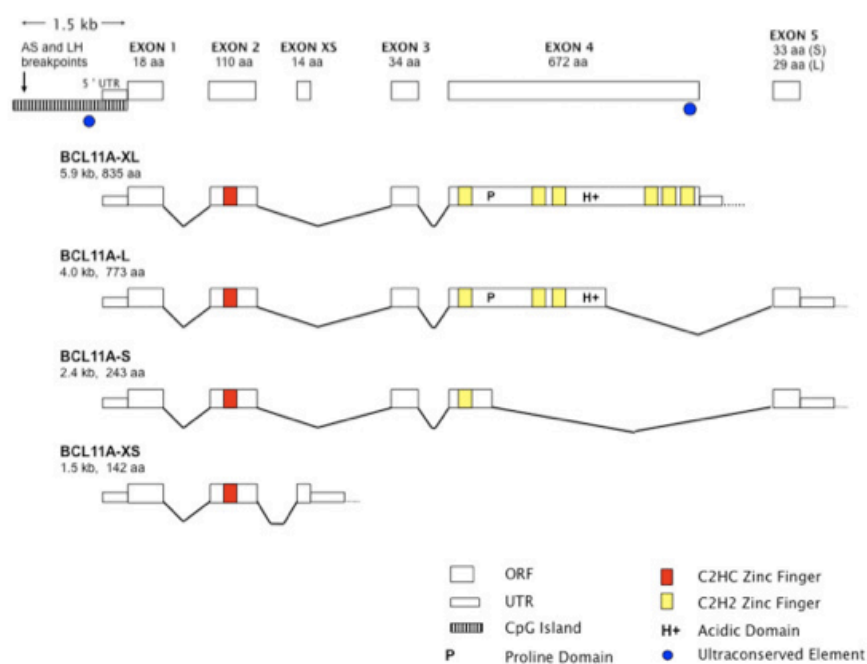 ← 1.5 kb →
AS and LH
breakpoints
5 ' UTR
EXON 1
18 aa
EXON 2
110 aa
EXON XS
14 aa
EXON 3
34 aa
EXON 4
672 aa
EXON 5
33 aa (S)
29 aa (L)
BCL11A-XL
5.9 kb, 835 aa
P H+
BCL11A-L
4.0 kb, 773 aa
P H+
BCL11A-S
2.4 kb, 243 aa
BCL11A-XS
1.5 kb, 142 aa
ORF
UTR
CpG Island
P Proline Domain
C2HC Zinc Finger
C2H2 Zinc Finger
H+ Acidic Domain
Ultraconserved Element